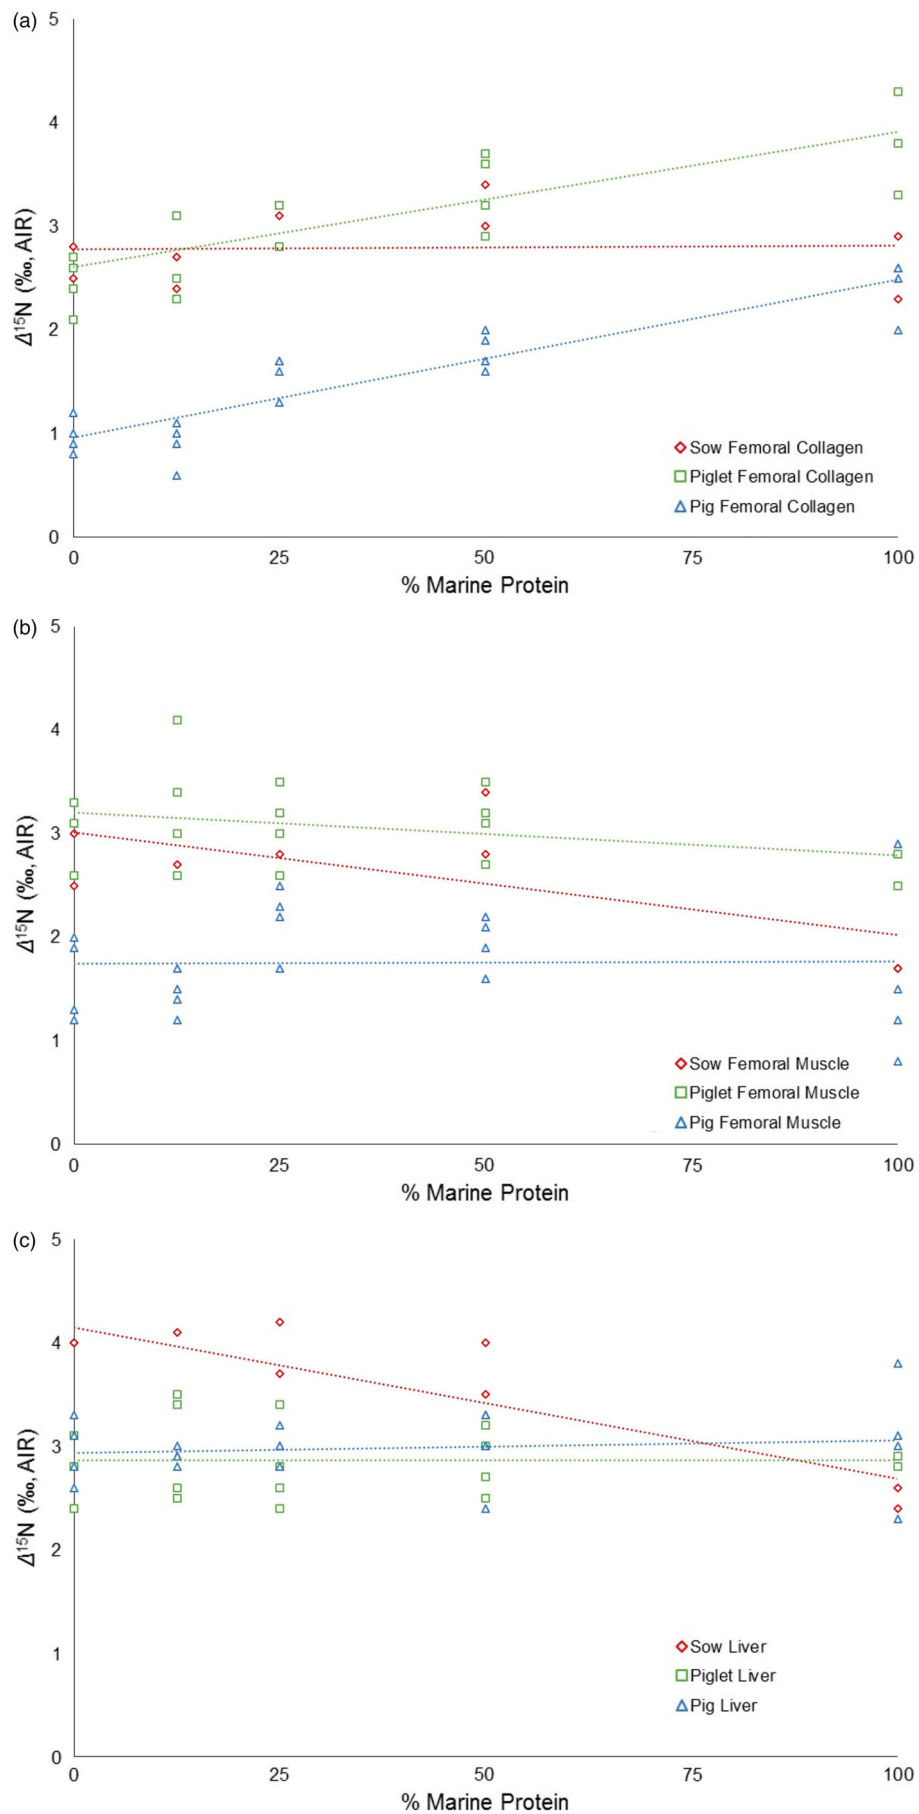 (a)
5
4
3
2
1
0
Δ¹⁵N (‰, AIR)
Sow Femoral Collagen
Piglet Femoral Collagen
Pig Femoral Collagen
0 25 50 75 100
% Marine Protein
(b)
5
4
3
2
1
0
Δ¹⁵N (‰, AIR)
Sow Femoral Muscle
Piglet Femoral Muscle
Pig Femoral Muscle
0 25 50 75 100
% Marine Protein
(c)
5
4
3
2
1
0
Δ¹⁵N (‰, AIR)
Sow Liver
Piglet Liver
Pig Liver
0 25 50 75 100
% Marine Protein